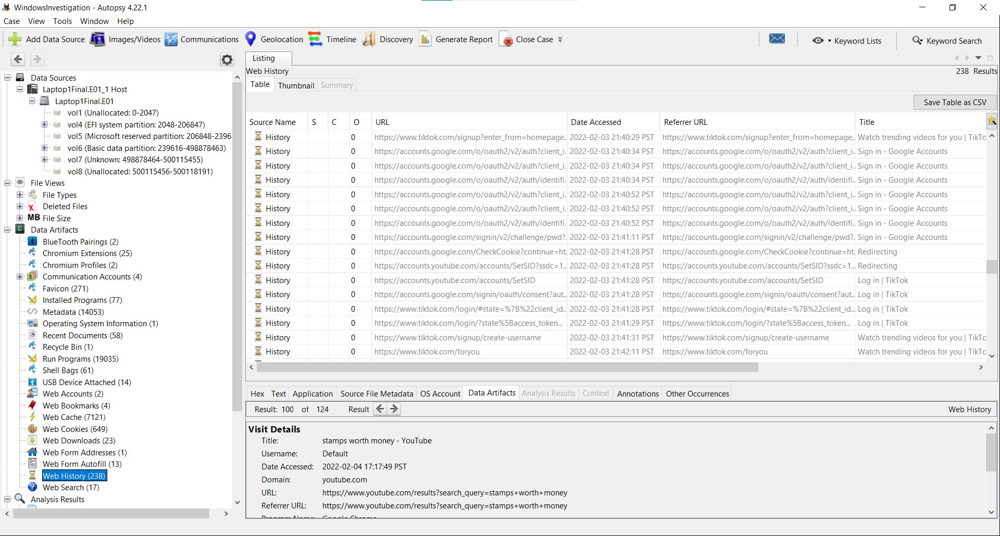 WindowsInvestigation - Autopsy 4.22.1
Case View Tools Window Help
Add Data Source Images/Videos Communications Geolocation Timeline Discovery Generate Report Close Case Keyword Lists Keyword Search
Data Sources
Laptop1Final.E01_1 Host
Laptop1Final.E01
vol1 (Unallocated: 0-2047)
vol4 (EFI system partition: 2048-206847)
vol5 (Microsoft reserved partition: 206848-2396
vol6 (Basic data partition: 239616-498878463)
vol7 (Unknown: 498878464-500115455)
vol8 (Unallocated: 500115456-500118191)
File Views
File Types
Deleted Files
MB File Size
Data Artifacts
BlueTooth Pairings (2)
Chromium Extensions (25)
Chromium Profiles (2)
Communication Accounts (4)
Favicon (271)
Installed Programs (77)
Metadata (14053)
Operating System Information (1)
Recent Documents (58)
Recycle Bin (1)
Run Programs (19035)
Shell Bags (61)
USB Device Attached (14)
Web Accounts (2)
Web Bookmarks (4)
Web Cache (7121)
Web Cookies (649)
Web Downloads (23)
Web Form Addresses (1)
Web Form Autofill (13)
Web History (238)
Web Search (17)
Analysis Results
Listing
Web History 238 Results
Table Thumbnail Summary
Save Table as CSV
Source Name S C O URL Date Accessed Referrer URL Title
History 0 https://www.tiktok.com/signup?enter_from=homepage... 2022-02-03 21:40:29 PST https://www.tiktok.com/signup?enter_from=homepage... Watch trending videos for you | TikTo
History 0 https://accounts.google.com/o/oauth2/v2/auth?client_i... 2022-02-03 21:40:34 PST https://accounts.google.com/o/oauth2/v2/auth?client_i... Sign in - Google Accounts
History 0 https://accounts.google.com/o/oauth2/v2/auth?client_i... 2022-02-03 21:40:34 PST https://accounts.google.com/o/oauth2/v2/auth?client_i... Sign in - Google Accounts
History 0 https://accounts.google.com/o/oauth2/v2/auth/identifi... 2022-02-03 21:40:34 PST https://accounts.google.com/o/oauth2/v2/auth/identifi... Sign in - Google Accounts
History 0 https://accounts.google.com/o/oauth2/v2/auth?client_i... 2022-02-03 21:40:52 PST https://accounts.google.com/o/oauth2/v2/auth?client_i... Sign in - Google Accounts
History 0 https://accounts.google.com/o/oauth2/v2/auth?client_i... 2022-02-03 21:40:52 PST https://accounts.google.com/o/oauth2/v2/auth?client_i... Sign in - Google Accounts
History 0 https://accounts.google.com/o/oauth2/v2/auth/identifi... 2022-02-03 21:40:52 PST https://accounts.google.com/o/oauth2/v2/auth/identifi... Sign in - Google Accounts
History 0 https://accounts.google.com/signin/v2/challenge/pwd?... 2022-02-03 21:41:11 PST https://accounts.google.com/signin/v2/challenge/pwd?... Sign in - Google Accounts
History 0 https://accounts.google.com/CheckCookie?continue=ht... 2022-02-03 21:41:28 PST https://accounts.google.com/CheckCookie?continue=ht... Redirecting
History 0 https://accounts.youtube.com/accounts/SetSID?ssdc=1... 2022-02-03 21:41:28 PST https://accounts.youtube.com/accounts/SetSID?ssdc=1... Redirecting
History 0 https://accounts.youtube.com/accounts/SetSID 2022-02-03 21:41:28 PST https://accounts.youtube.com/accounts/SetSID Log in | TikTok
History 0 https://accounts.google.com/signin/oauth/consent?aut... 2022-02-03 21:41:28 PST https://accounts.google.com/signin/oauth/consent?aut... Log in | TikTok
History 0 https://www.tiktok.com/login/#state=%7B%22client_id... 2022-02-03 21:41:28 PST https://www.tiktok.com/login/#state=%7B%22client_id... Log in | TikTok
History 0 https://www.tiktok.com/login/?state%5Baccess_token... 2022-02-03 21:41:29 PST https://www.tiktok.com/login/?state%5Baccess_token... Log in | TikTok
History 0 https://www.tiktok.com/signup/create-username 2022-02-03 21:41:31 PST https://www.tiktok.com/signup/create-username Watch trending videos for you | TikTo
History 0 https://www.tiktok.com/foryou 2022-02-03 21:42:11 PST https://www.tiktok.com/foryou Watch trending videos for you | TikTo
Hex Text Application Source File Metadata OS Account Data Artifacts Analysis Results Context Annotations Other Occurrences
Result: 100 of 124 Result Web History
Visit Details
Title: stamps worth money - YouTube
Username: Default
Date Accessed: 2022-02-04 17:17:49 PST
Domain: youtube.com
URL: https://www.youtube.com/results?search_query=stamps+worth+money
Referrer URL: https://www.youtube.com/results?search_query=stamps+worth+money
Program Name: Google Chrome